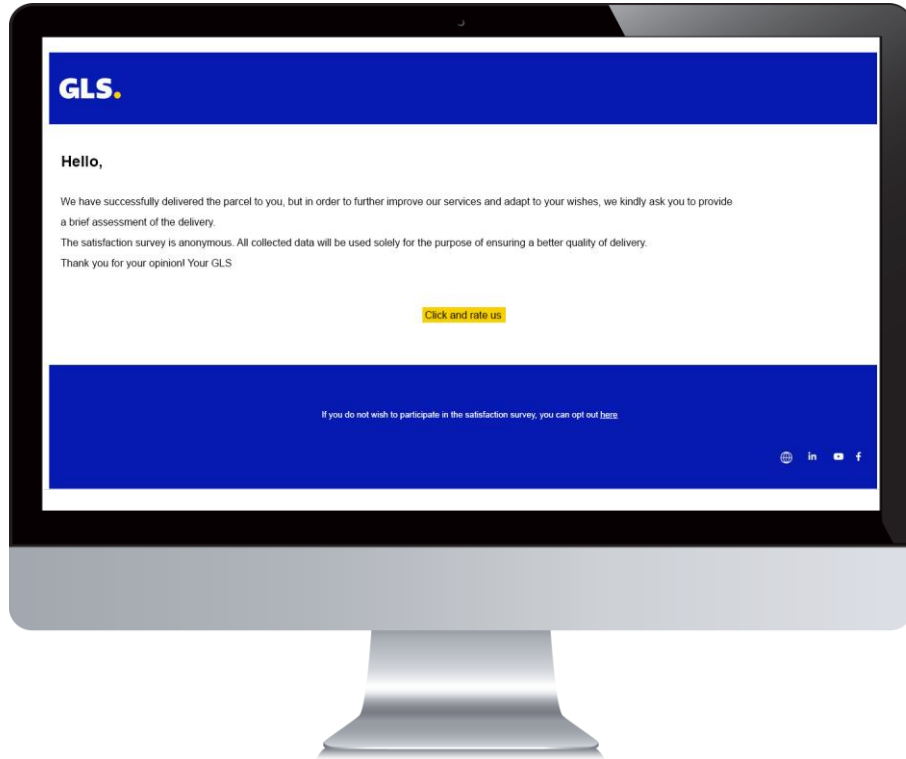 GLS.
Hello,
We have successfully delivered the parcel to you, but in order to further improve our services and adapt to your wishes, we kindly ask you to provide
a brief assessment of the delivery.
The satisfaction survey is anonymous. All collected data will be used solely for the purpose of ensuring a better quality of delivery.
Thank you for your opinion! Your GLS
Click and rate us
If you do not wish to participate in the satisfaction survey, you can opt out here
in
f